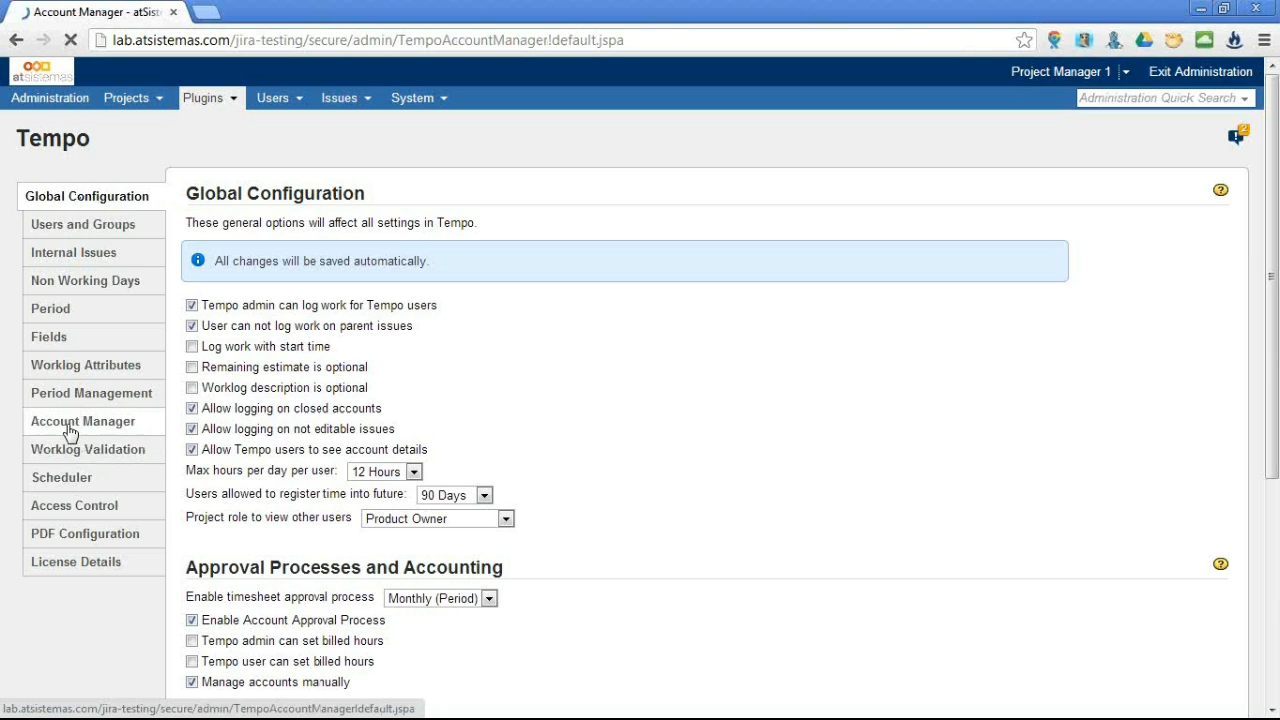 Account Manager - atSist
lab.atsistemas.com/jira-testing/secure/admin/TempoAccountManager!default.jspa
atsistemas
Project Manager 1
Exit Administration
Administration
Projects
Plugins
Users
Issues
System
Administration Quick Search
Tempo
2
Global Configuration
Users and Groups
Internal Issues
Non Working Days
Period
Fields
Worklog Attributes
Period Management
Account Manager
Worklog Validation
Scheduler
Access Control
PDF Configuration
License Details
Global Configuration
These general options will affect all settings in Tempo.
All changes will be saved automatically.
Tempo admin can log work for Tempo users
User can not log work on parent issues
Log work with start time
Remaining estimate is optional
Worklog description is optional
Allow logging on closed accounts
Allow logging on not editable issues
Allow Tempo users to see account details
Max hours per day per user: 12 Hours
Users allowed to register time into future: 90 Days
Project role to view other users Product Owner
Approval Processes and Accounting
Enable timesheet approval process Monthly (Period)
Enable Account Approval Process
Tempo admin can set billed hours
Tempo user can set billed hours
Manage accounts manually
lab.atsistemas.com/jira-testing/secure/admin/TempoAccountManager!default.jspa